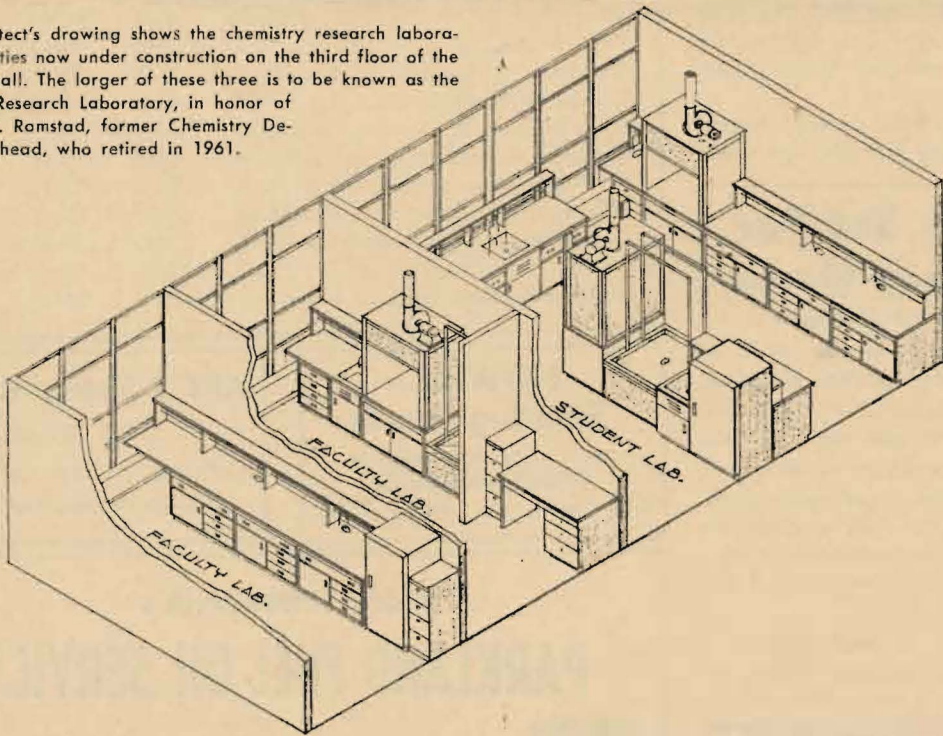 tect's drawing shows the chemistry research labora-
ties now under construction on the third floor of the
all. The larger of these three is to be known as the
Research Laboratory, in honor of
. Ramstad, former Chemistry De-
head, who retired in 1961.
STUDENT LAB.
FACULTY LAB.
FACULTY LAB.